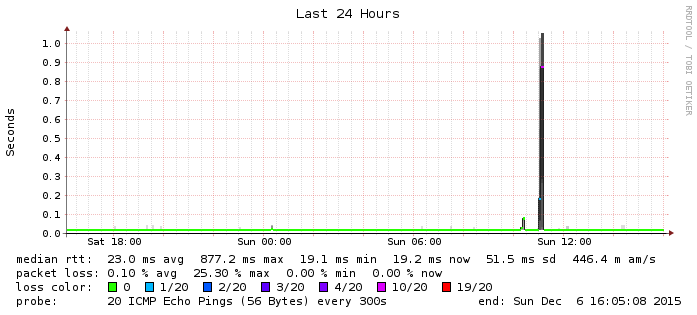 Last 24 Hours
RRDTOOL / TOBI OETIKER
Seconds
1.0
0.9
0.8
0.7
0.6
0.5
0.4
0.3
0.2
0.1
0.0
Sat 18:00 Sun 00:00 Sun 06:00 Sun 12:00
median rtt: 23.0 ms avg 877.2 ms max 19.1 ms min 19.2 ms now 51.5 ms sd 446.4 m am/s
packet loss: 0.10 % avg 25.30 % max 0.00 % min 0.00 % now
loss color: 0 1/20 2/20 3/20 4/20 10/20 19/20
probe: 20 ICMP Echo Pings (56 Bytes) every 300s end: Sun Dec 6 16:05:08 2015